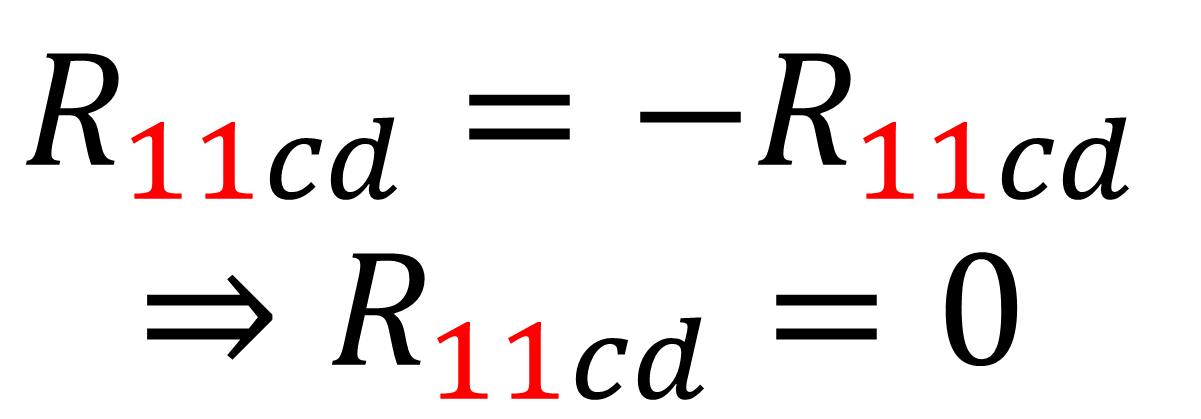 R₁₁cd = −R₁₁cd
⇒ R₁₁cd = 0